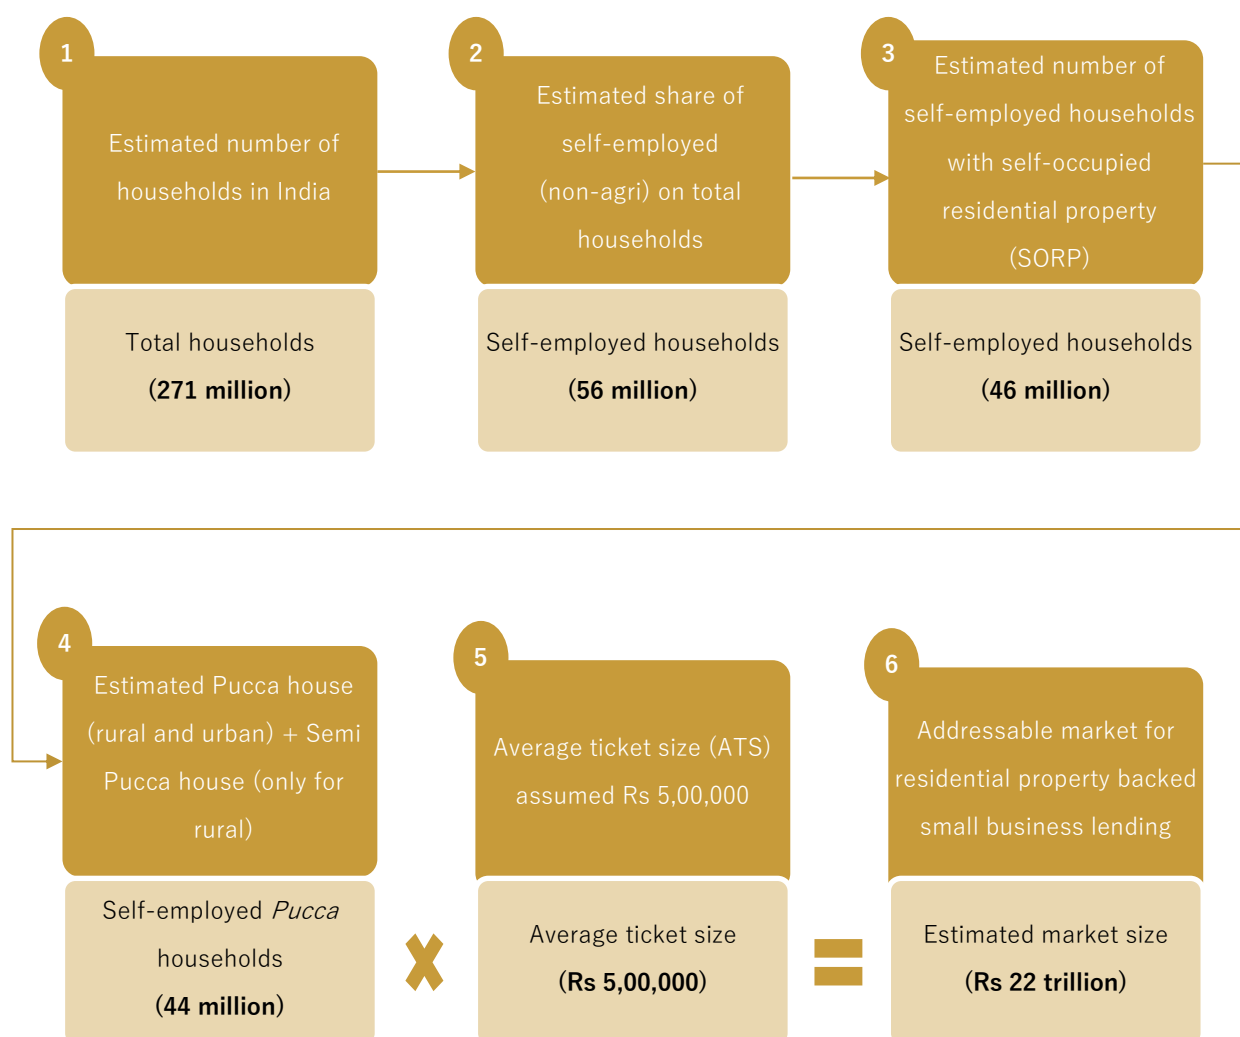 1
Estimated number of
households in India
Total households
(271 million)
2
Estimated share of
self-employed
(non-agri) on total
households
Self-employed households
(56 million)
3
Estimated number of
self-employed households
with self-occupied
residential property
(SORP)
Self-employed households
(46 million)
4
Estimated Pucca house
(rural and urban) + Semi
Pucca house (only for
rural)
Self-employed Pucca
households
(44 million)
5
Average ticket size (ATS)
assumed Rs 5,00,000
Average ticket size
(Rs 5,00,000)
6
Addressable market for
residential property backed
small business lending
Estimated market size
(Rs 22 trillion)